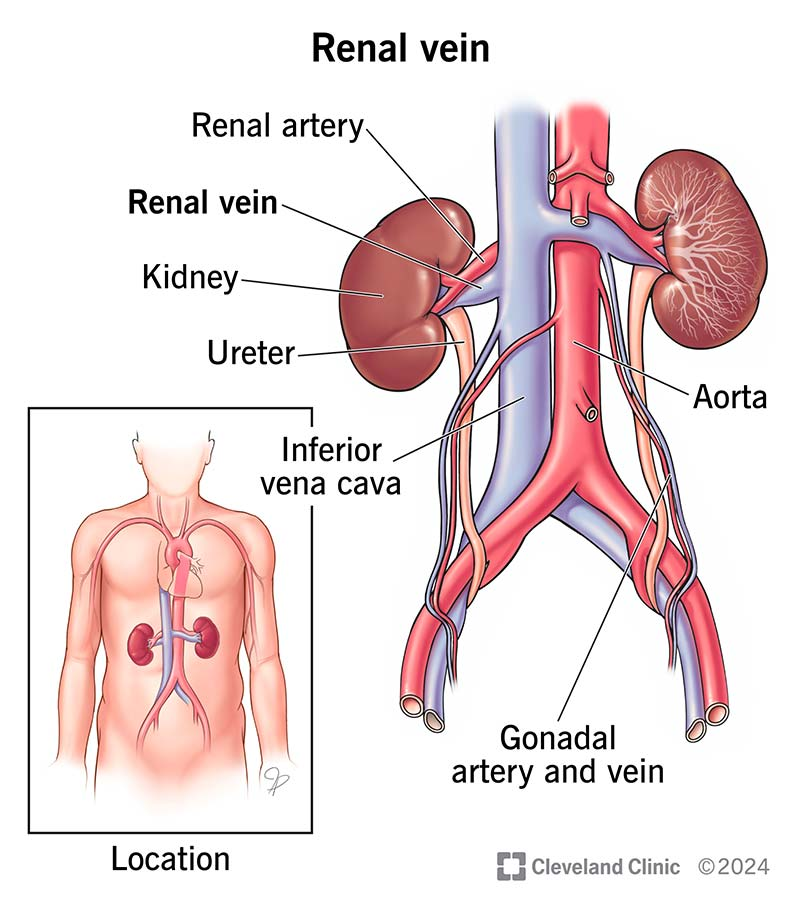 Renal vein
Renal artery
Renal vein
Kidney
Ureter
Aorta
Inferior
vena cava
Gonadal
artery and vein
Location
Cleveland Clinic ©2024